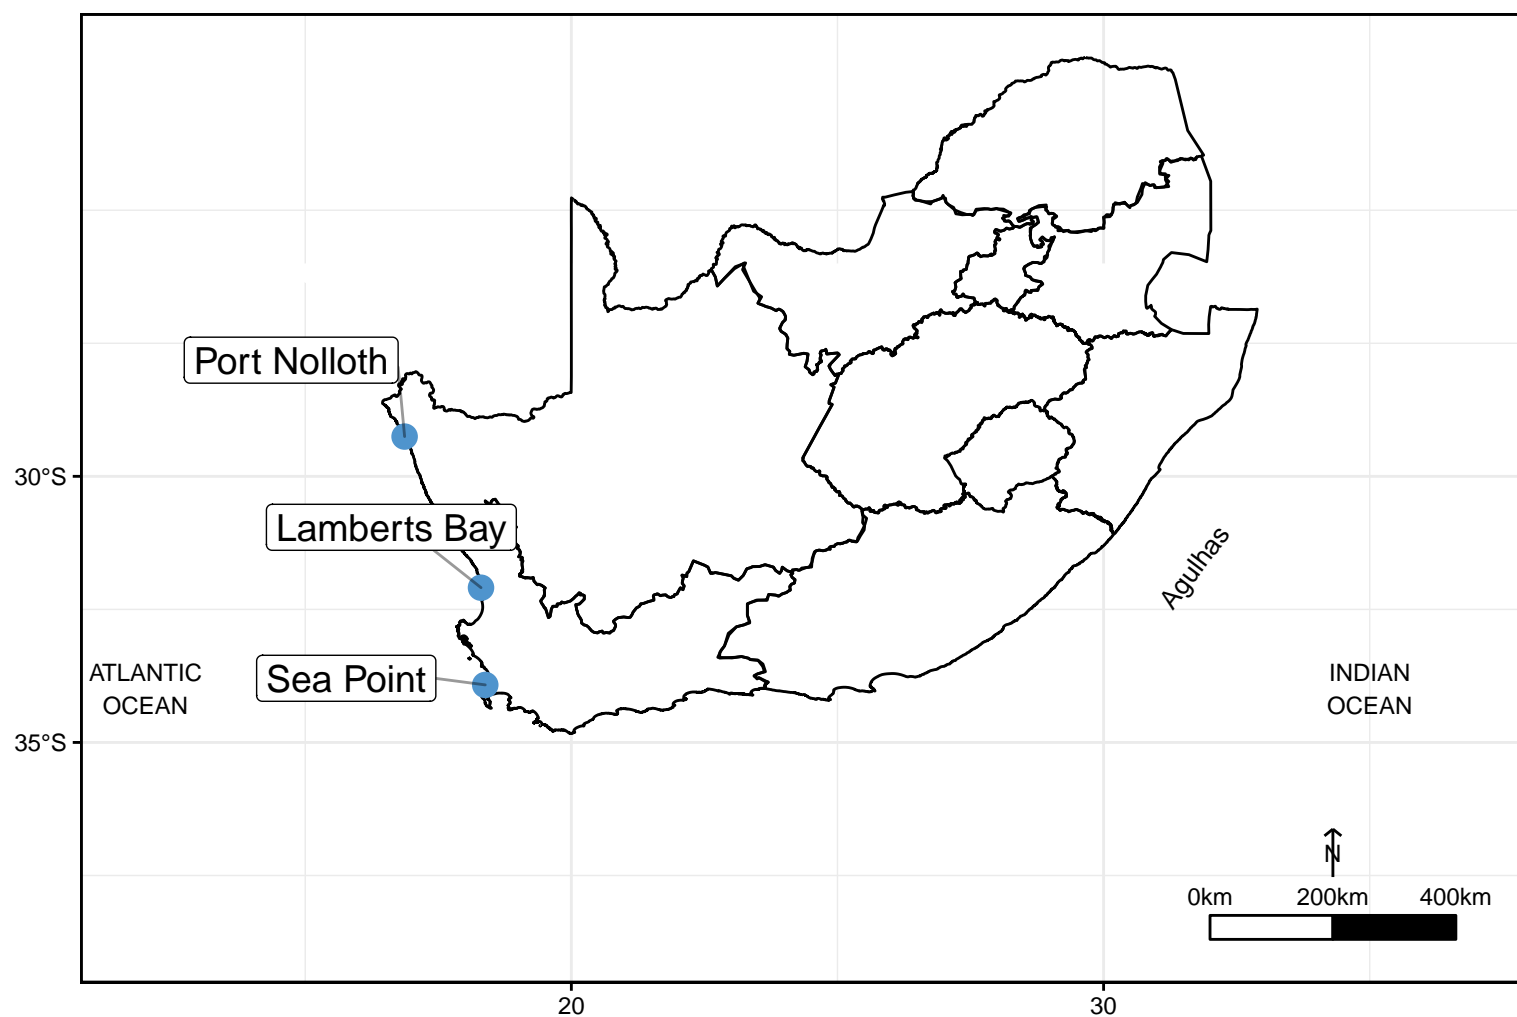 Port Nolloth
30°S
Lamberts Bay
Agulhas
Sea Point
ATLANTIC
OCEAN
INDIAN
OCEAN
35°S
N
0km 200km 400km
20 30